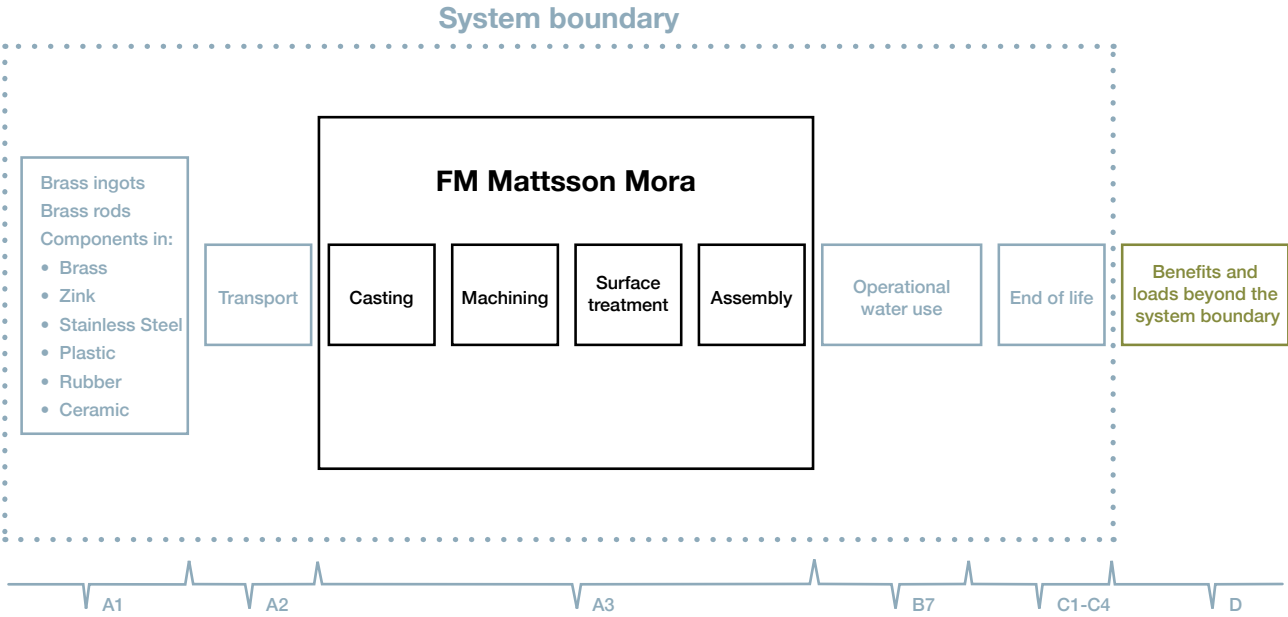 System boundary
Brass ingots
Brass rods
Components in:
• Brass
• Zink
• Stainless Steel
• Plastic
• Rubber
• Ceramic
Transport
FM Mattsson Mora
Casting
Machining
Surface
treatment
Assembly
Operational
water use
End of life
Benefits and
loads beyond the
system boundary
A1
A2
A3
B7
C1-C4
D